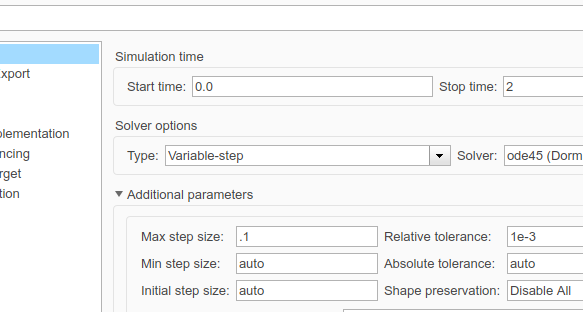 Simulation time
xport
Start time: 0.0 Stop time: 2
Solver options
plementation
ncing
Type: Variable-step Solver: ode45 (Dorm
rget
tion
Additional parameters
Max step size: .1 Relative tolerance: 1e-3
Min step size: auto Absolute tolerance: auto
Initial step size: auto Shape preservation: Disable All